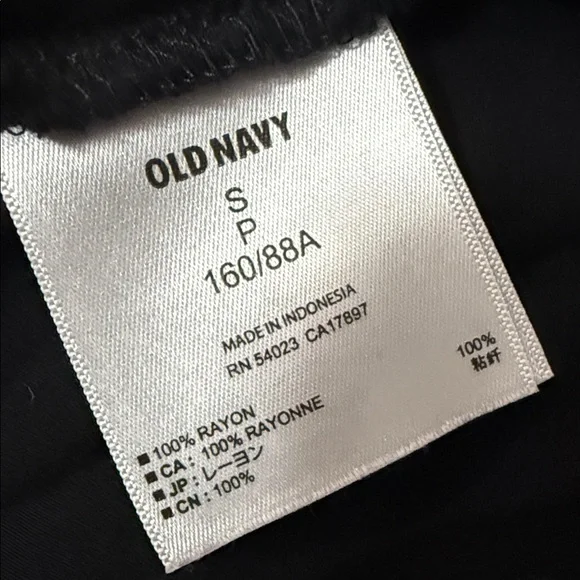 OLD NAVY
S
P
160/88A
MADE IN INDONESIA
RN 54023 CA17897
■100% RAYON
■CA: 100% RAYONNE
■JP: レーヨン
■CN: 100%
100%
粘纤